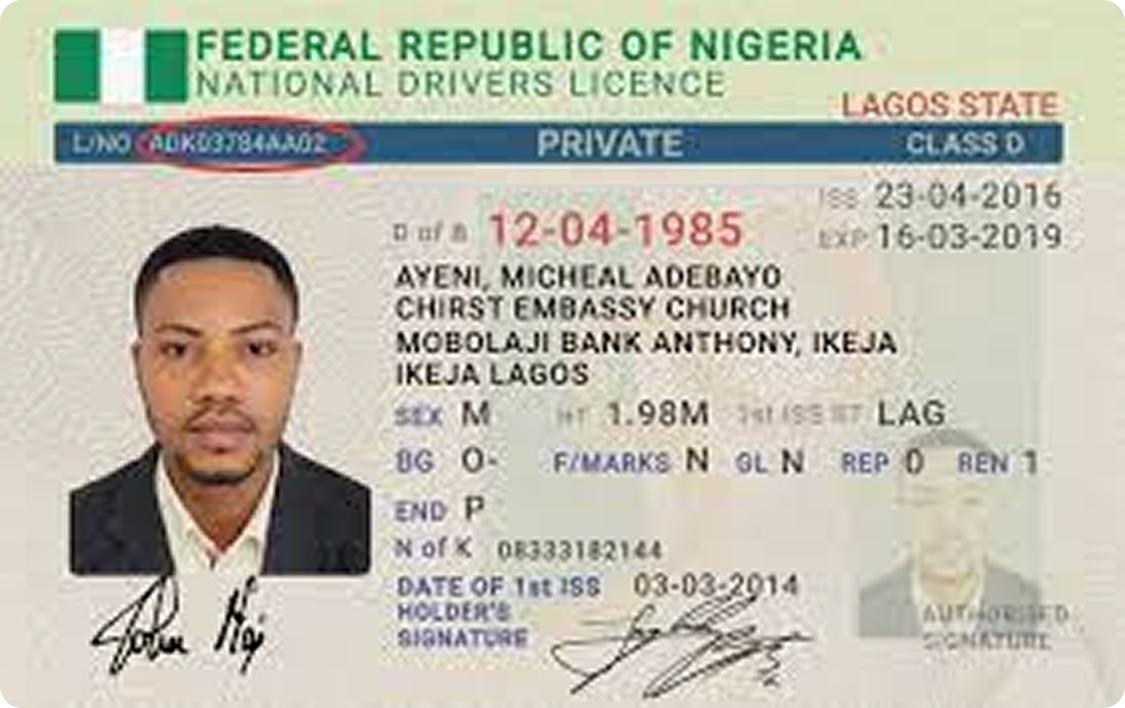 FEDERAL REPUBLIC OF NIGERIA
NATIONAL DRIVERS LICENCE
LAGOS STATE
L/NO ADK03784AA02 PRIVATE CLASS D
ISS 23-04-2016
D of B 12-04-1985 EXP 16-03-2019
AYENI, MICHEAL ADEBAYO
CHIRST EMBASSY CHURCH
MOBOLAJI BANK ANTHONY, IKEJA
IKEJA LAGOS
SEX M HT 1.98M 1st ISS ST LAG
BG O- F/MARKS N GL N REP 0 REN 1
END P
N of K 08333182144
DATE OF 1st ISS 03-03-2014
HOLDER'S
SIGNATURE
AUTHORISED
SIGNATURE